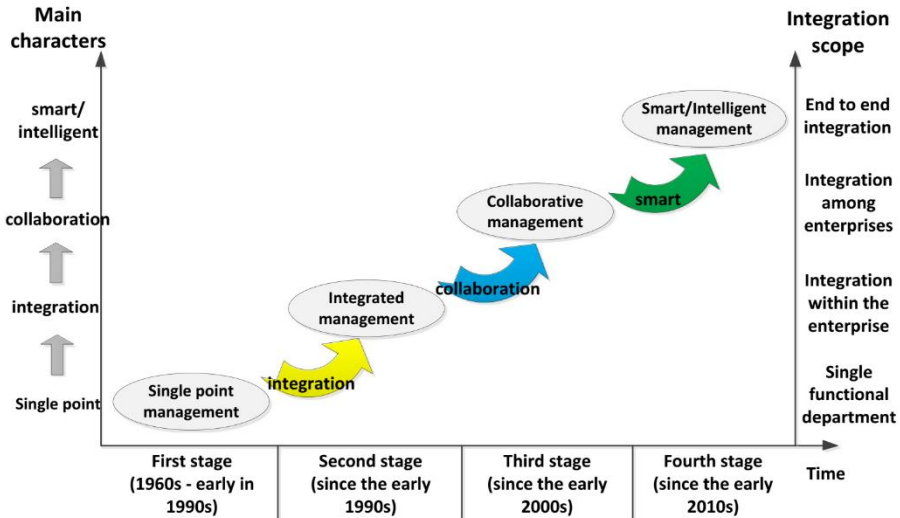 Main
characters
Integration
scope
smart/
intelligent
Smart/Intelligent
management
End to end
integration
collaboration
Collaborative
management
smart
Integration
among
enterprises
integration
Integrated
management
collaboration
Integration
within the
enterprise
Single point
Single point
management
integration
Single
functional
department
First stage
(1960s - early in
1990s)
Second stage
(since the early
1990s)
Third stage
(since the early
2000s)
Fourth stage
(since the early
2010s)
Time